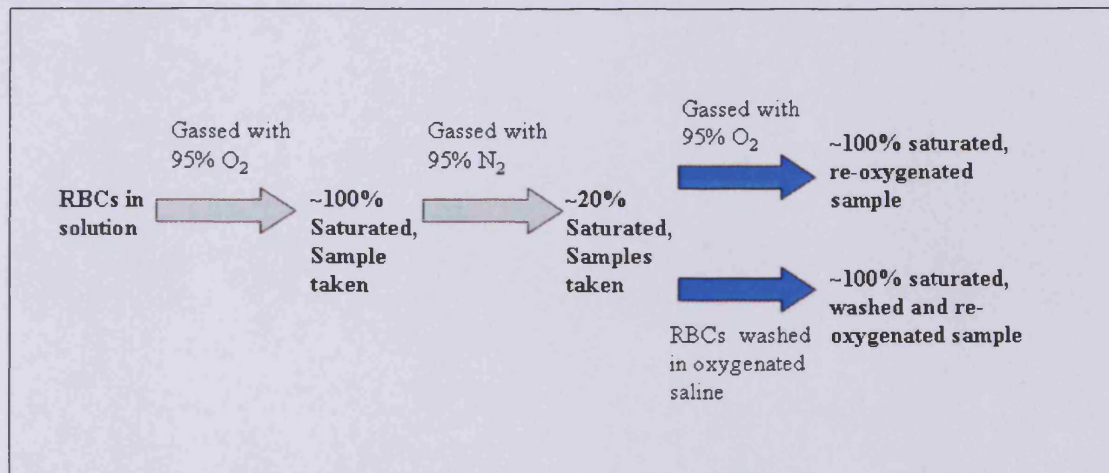 RBCs in
solution
Gassed with
95% O₂
~100%
Saturated,
Sample
taken
Gassed with
95% N₂
~20%
Saturated,
Samples
taken
Gassed with
95% O₂
~100% saturated,
re-oxygenated
sample
RBCs washed
in oxygenated
saline
~100% saturated,
washed and re-
oxygenated sample